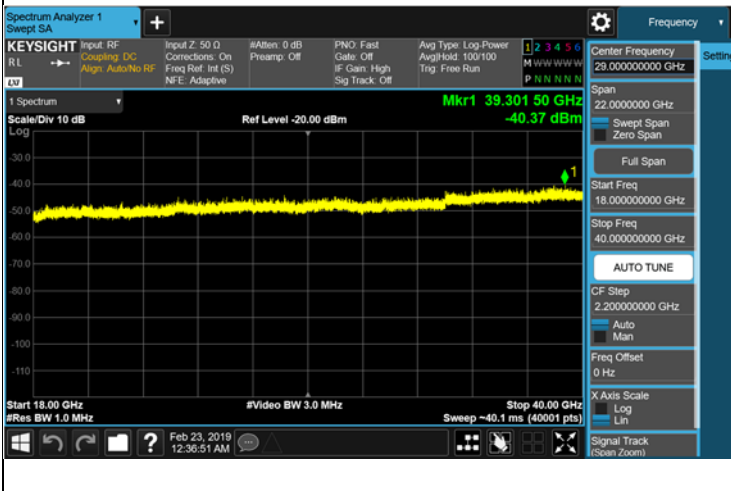 Spectrum Analyzer 1
Swept SA
Frequency
KEYSIGHT
RL
LXI
Input: RF
Coupling: DC
Align: Auto/No RF
Input Z: 50 Ω
Corrections: On
Freq Ref: Int (S)
NFE: Adaptive
#Atten: 0 dB
Preamp: Off
PNO: Fast
Gate: Off
IF Gain: High
Sig Track: Off
Avg Type: Log-Power
Avg|Hold: 100/100
Trig: Free Run
1 2 3 4 5 6
M W W W W W
P N N N N N
1 Spectrum
Scale/Div 10 dB
Log
Ref Level -20.00 dBm
Mkr1 39.301 50 GHz
-40.37 dBm
1
-30.0
-40.0
-50.0
-60.0
-70.0
-80.0
-90.0
-100
-110
Start 18.00 GHz
#Res BW 1.0 MHz
#Video BW 3.0 MHz
Stop 40.00 GHz
Sweep ~40.1 ms (40001 pts)
Center Frequency
29.000000000 GHz
Settings
Span
22.0000000 GHz
Swept Span
Zero Span
Full Span
Start Freq
18.000000000 GHz
Stop Freq
40.000000000 GHz
AUTO TUNE
CF Step
2.200000000 GHz
Auto
Man
Freq Offset
0 Hz
X Axis Scale
Log
Lin
Signal Track
(Span Zoom)
?
Feb 23, 2019
12:36:51 AM